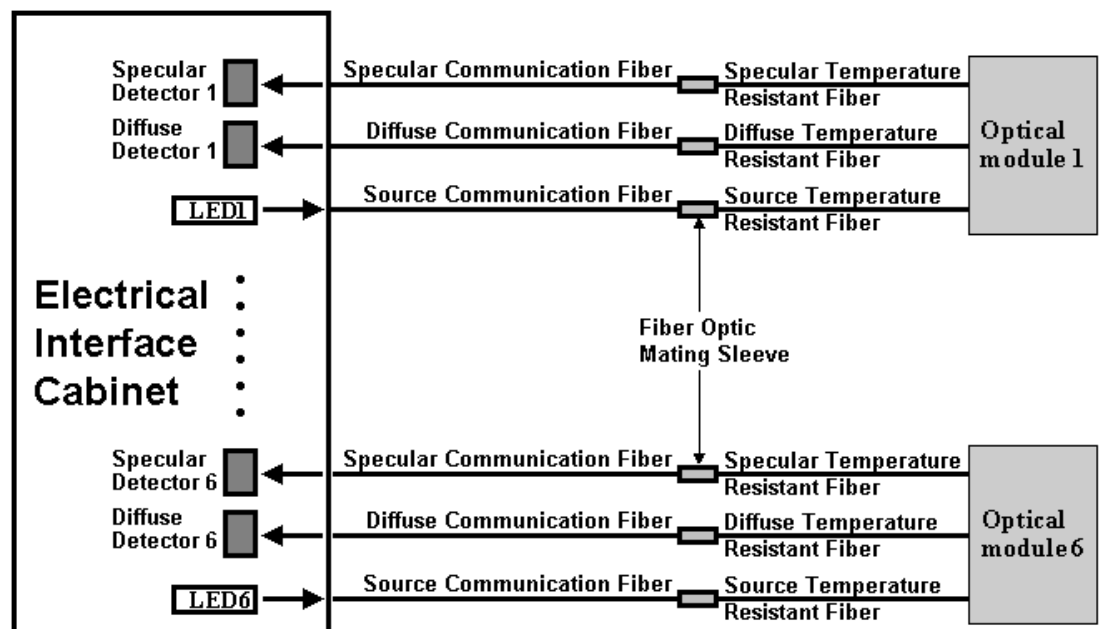 Specular
Detector 1
Specular Communication Fiber
Specular Temperature
Resistant Fiber
Diffuse
Detector 1
Diffuse Communication Fiber
Diffuse Temperature
Resistant Fiber
Optical
module 1
LED1
Source Communication Fiber
Source Temperature
Resistant Fiber
Electrical
Interface
Cabinet
Fiber Optic
Mating Sleeve
Specular
Detector 6
Specular Communication Fiber
Specular Temperature
Resistant Fiber
Diffuse
Detector 6
Diffuse Communication Fiber
Diffuse Temperature
Resistant Fiber
Optical
module 6
LED6
Source Communication Fiber
Source Temperature
Resistant Fiber